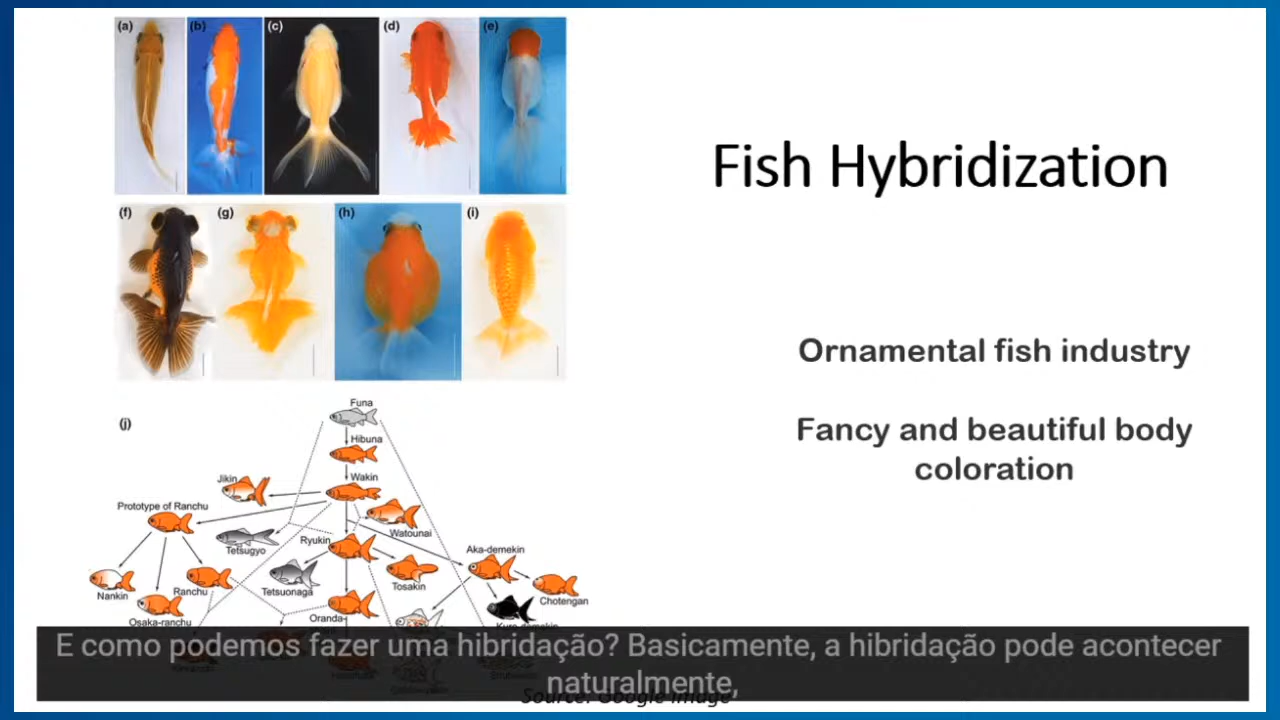 (a)
(b)
(c)
(d)
(e)
(f)
(g)
(h)
(i)
Fish Hybridization
Ornamental fish industry
Fancy and beautiful body
coloration
(j)
Funa
Hibuna
Wakin
Jikin
Prototype of Ranchu
Watounai
Tetsugyo
Ryukin
Aka-demekin
Nankin
Ranchu
Tetsuonaga
Tosakin
Chotengan
Osaka-ranchu
Oranda
Kuro-demekin
E como podemos fazer uma hibridação? Basicamente, a hibridação pode acontecer
naturalmente,
Source: Google Image